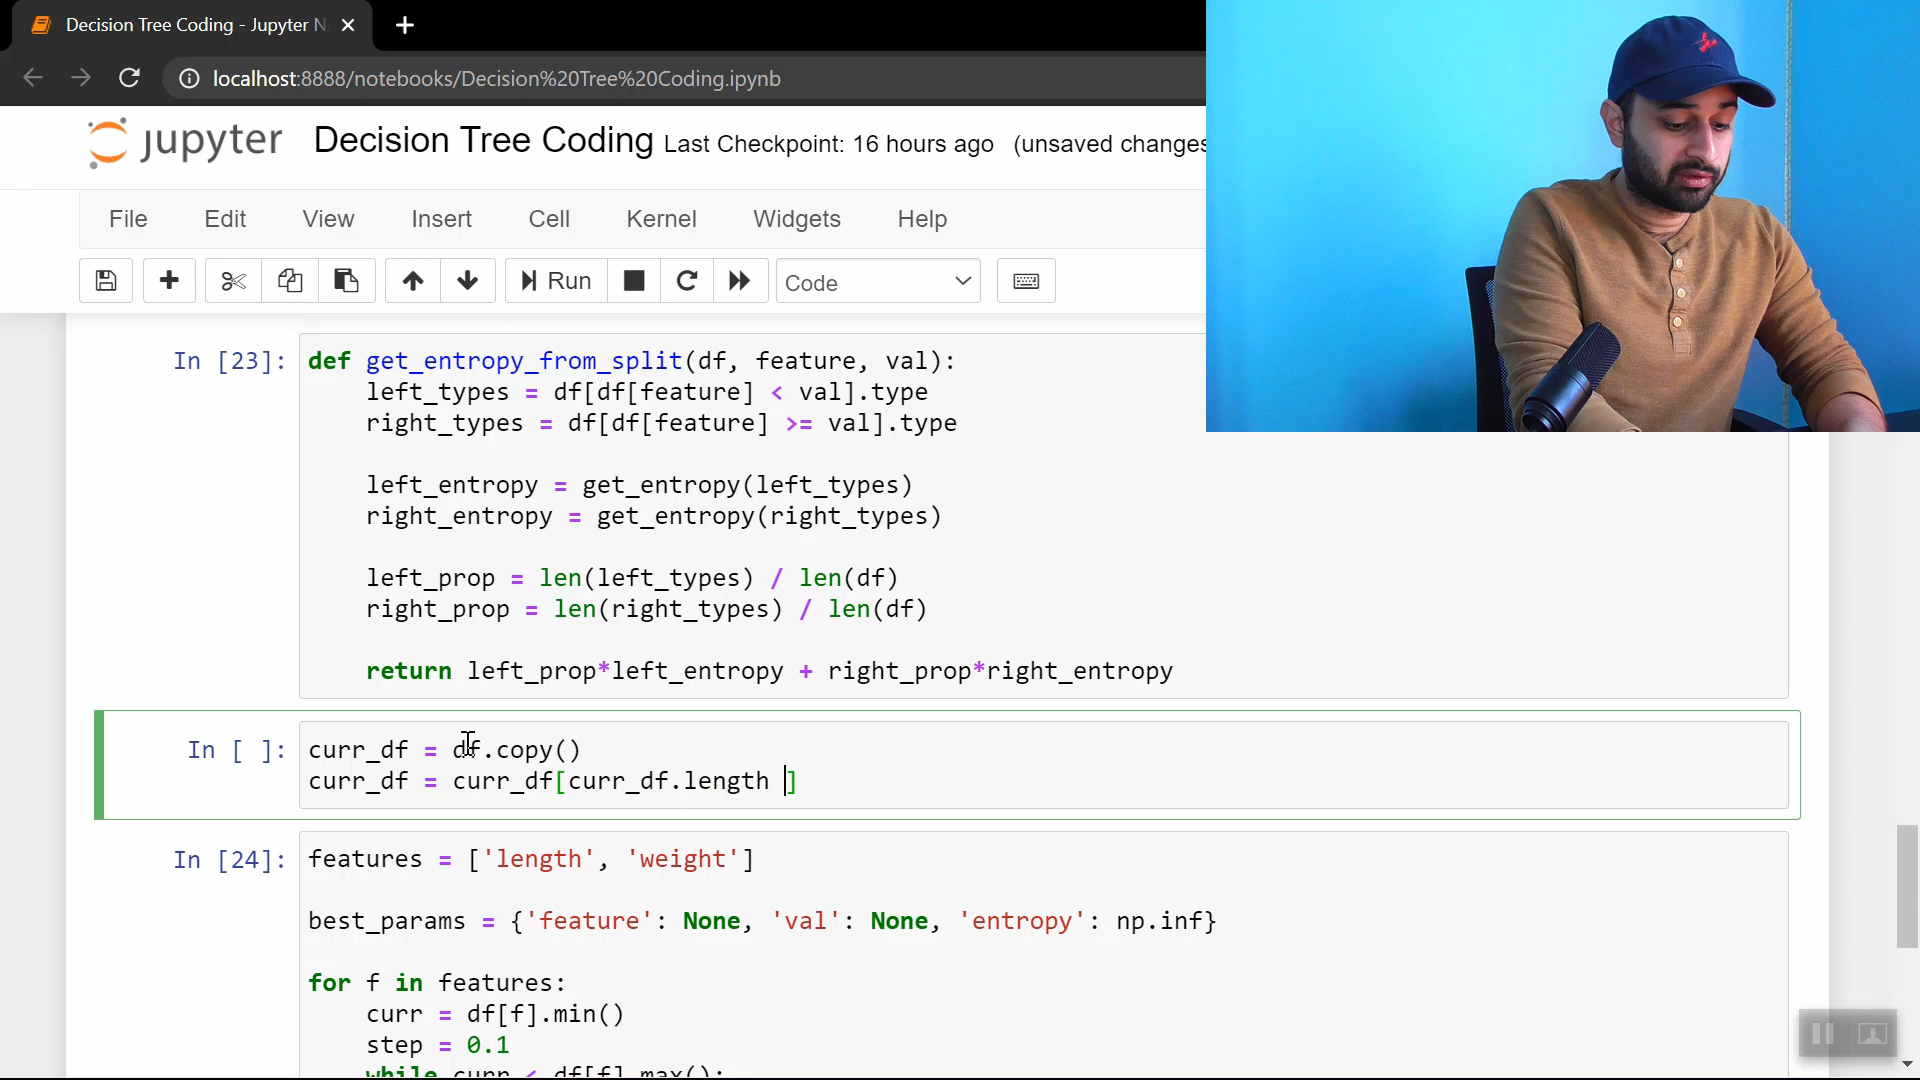 Decision Tree Coding - Jupyter N
localhost:8888/notebooks/Decision%20Tree%20Coding.ipynb
jupyter Decision Tree Coding Last Checkpoint: 16 hours ago (unsaved changes
File Edit View Insert Cell Kernel Widgets Help
Run Code
In [23]: def get_entropy_from_split(df, feature, val):
left_types = df[df[feature] < val].type
right_types = df[df[feature] >= val].type
left_entropy = get_entropy(left_types)
right_entropy = get_entropy(right_types)
left_prop = len(left_types) / len(df)
right_prop = len(right_types) / len(df)
return left_prop*left_entropy + right_prop*right_entropy
In [ ]: curr_df = df.copy()
curr_df = curr_df[curr_df.length ]
In [24]: features = ['length', 'weight']
best_params = {'feature': None, 'val': None, 'entropy': np.inf}
for f in features:
curr = df[f].min()
step = 0.1
while curr < df[f].max():